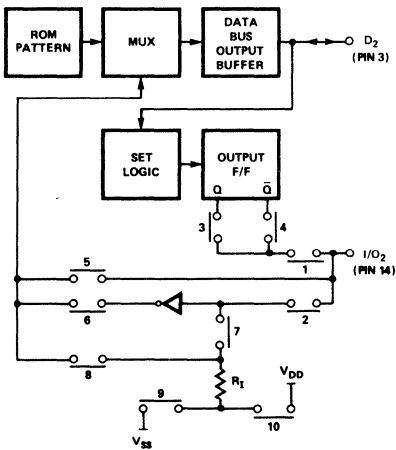 ROM
PATTERN
MUX
DATA
BUS
OUTPUT
BUFFER
D2
(PIN 3)
SET
LOGIC
OUTPUT
F/F
Q
Q̅
3
4
1
I/O2
(PIN 14)
5
6
2
7
8
RI
9
10
VDD
VSS